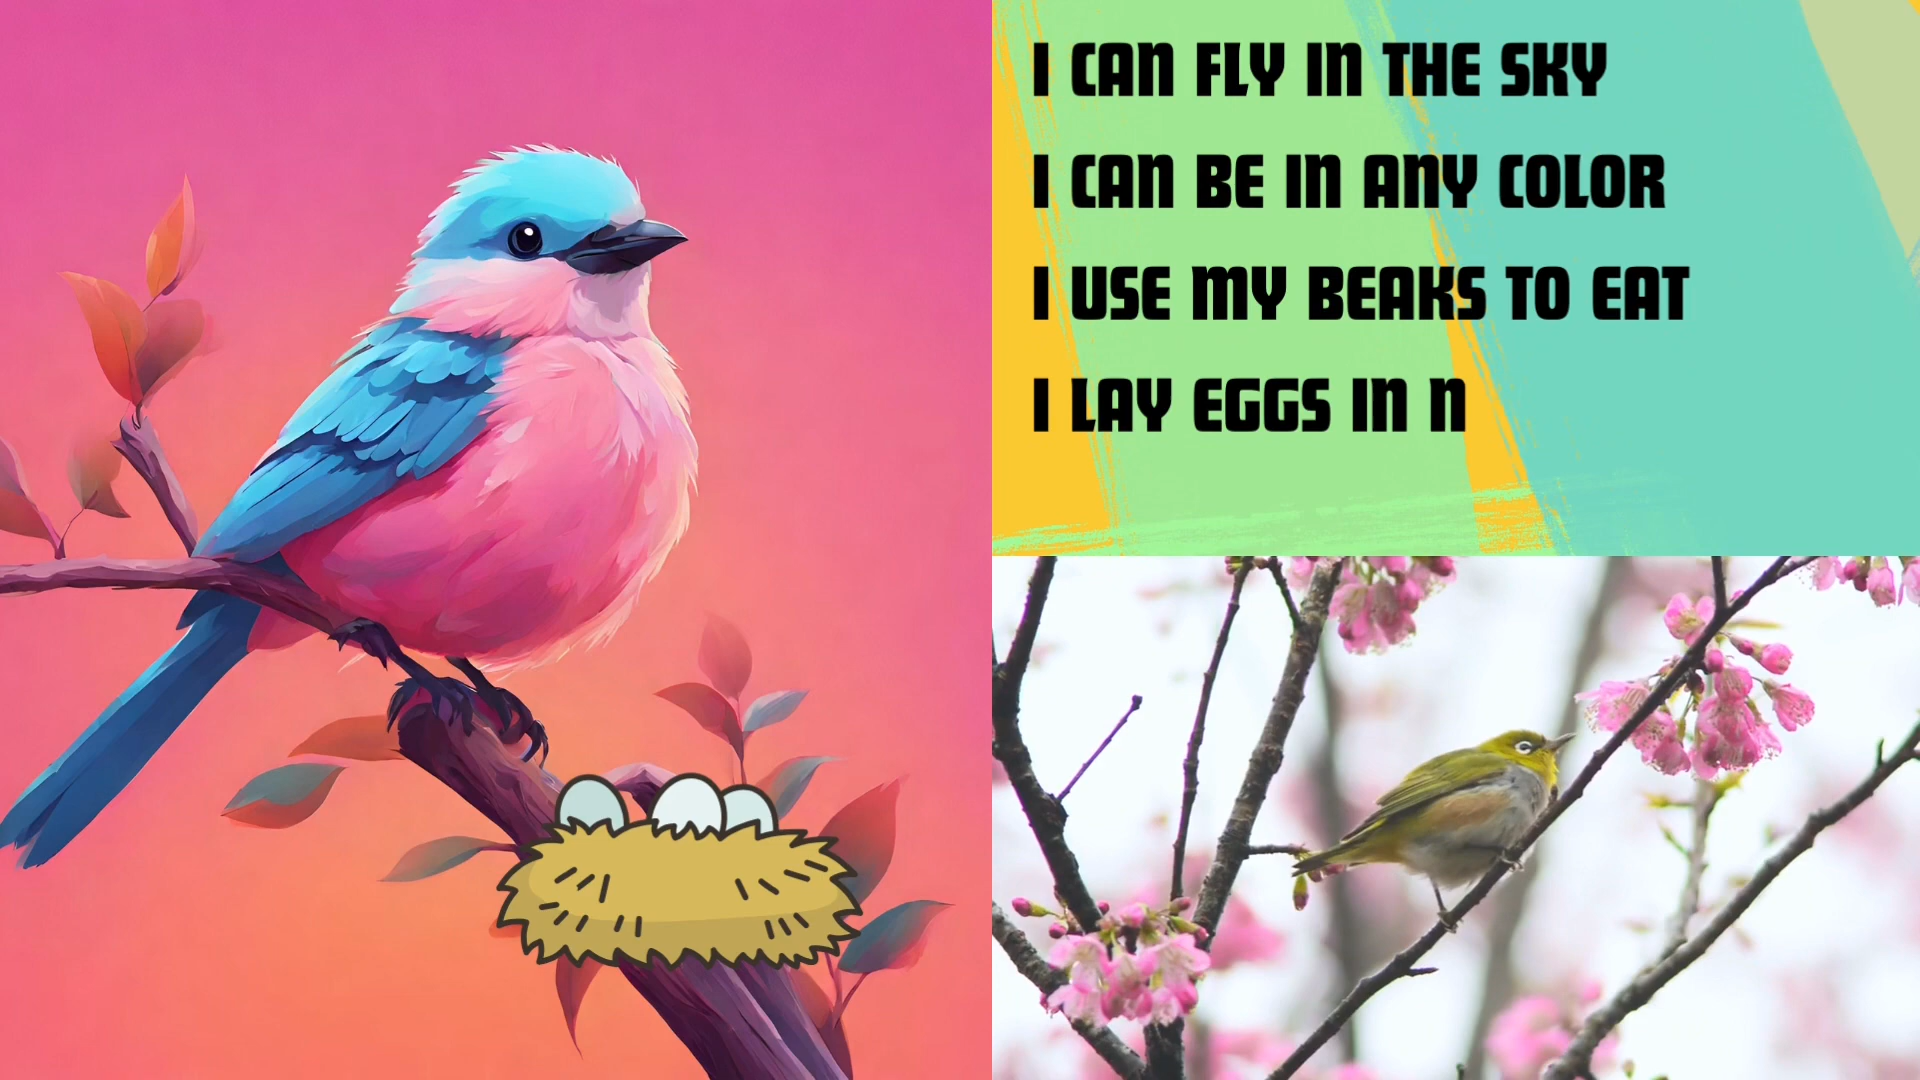 I CAN FLY IN THE SKY
I CAN BE IN ANY COLOR
I USE MY BEAKS TO EAT
I LAY EGGS IN N